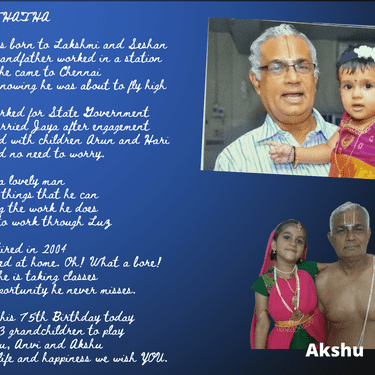 THATHA
s born to Lakshmi and Seshan
grandfather worked in a station
he came to Chennai
nowing he was about to fly high
rked for State Government
rried Jaya after engagement
d with children Arun and Hari
d no need to worry.
a lovely man
things that he can
g the work he does
to work through Luz
ired in 2004
ed at home. Oh! What a bore!
he is taking classes
portunity he never misses.
his 75th Birthday today
3 grandchildren to play
u, Anvi and Akshu
life and happiness we wish YOU.
Akshu